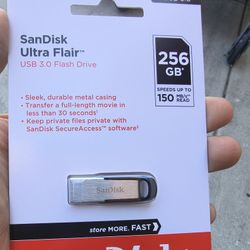 SanDisk
Ultra Flair™
USB 3.0 Flash Drive
256
GB*
• Sleek, durable metal casing
• Transfer a full-length movie in
less than 30 seconds¹
• Keep private files private with
SanDisk SecureAccess™ software²
SPEEDS UP TO
150 MB/s**
READ
SanDisk
store MORE. FAST